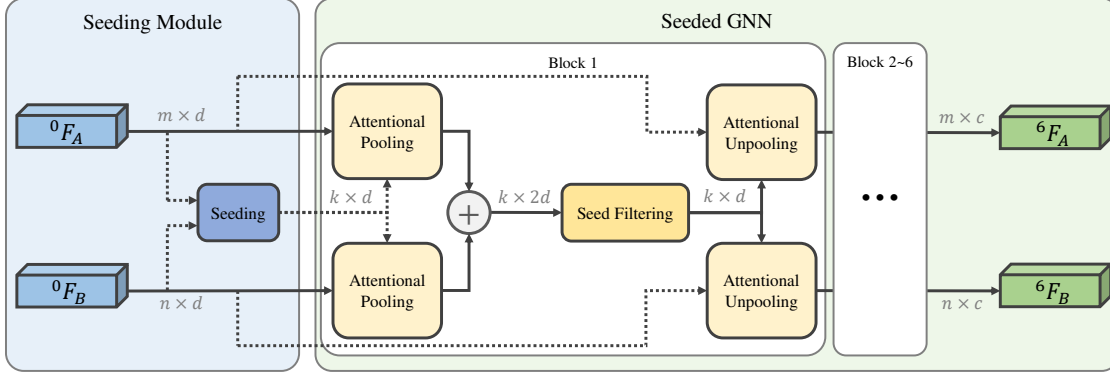 Seeding Module
Seeded GNN
Block 1
Block 2~6
⁰F_A
m × d
Attentional
Pooling
Attentional
Unpooling
m × c
⁶F_A
Seeding
k × d
+
k × 2d
Seed Filtering
k × d
•••
⁰F_B
n × d
Attentional
Pooling
Attentional
Unpooling
n × c
⁶F_B